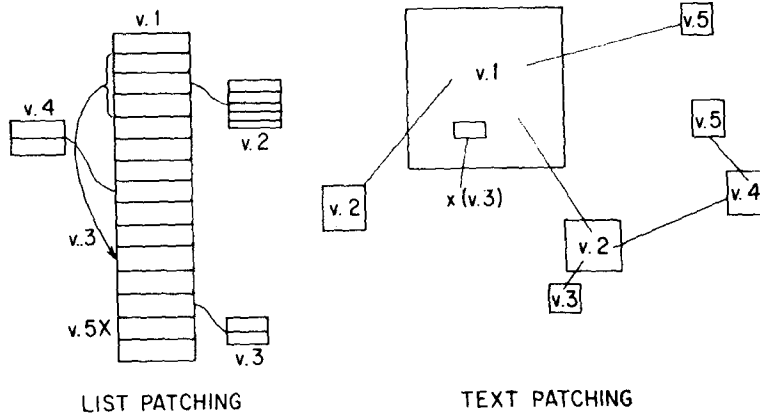 v.1
v.4
v.2
v.3
v.5X
v.3
LIST PATCHING
v.5
v.1
v.5
x(v.3)
v.2
v.4
v.2
v.3
TEXT PATCHING